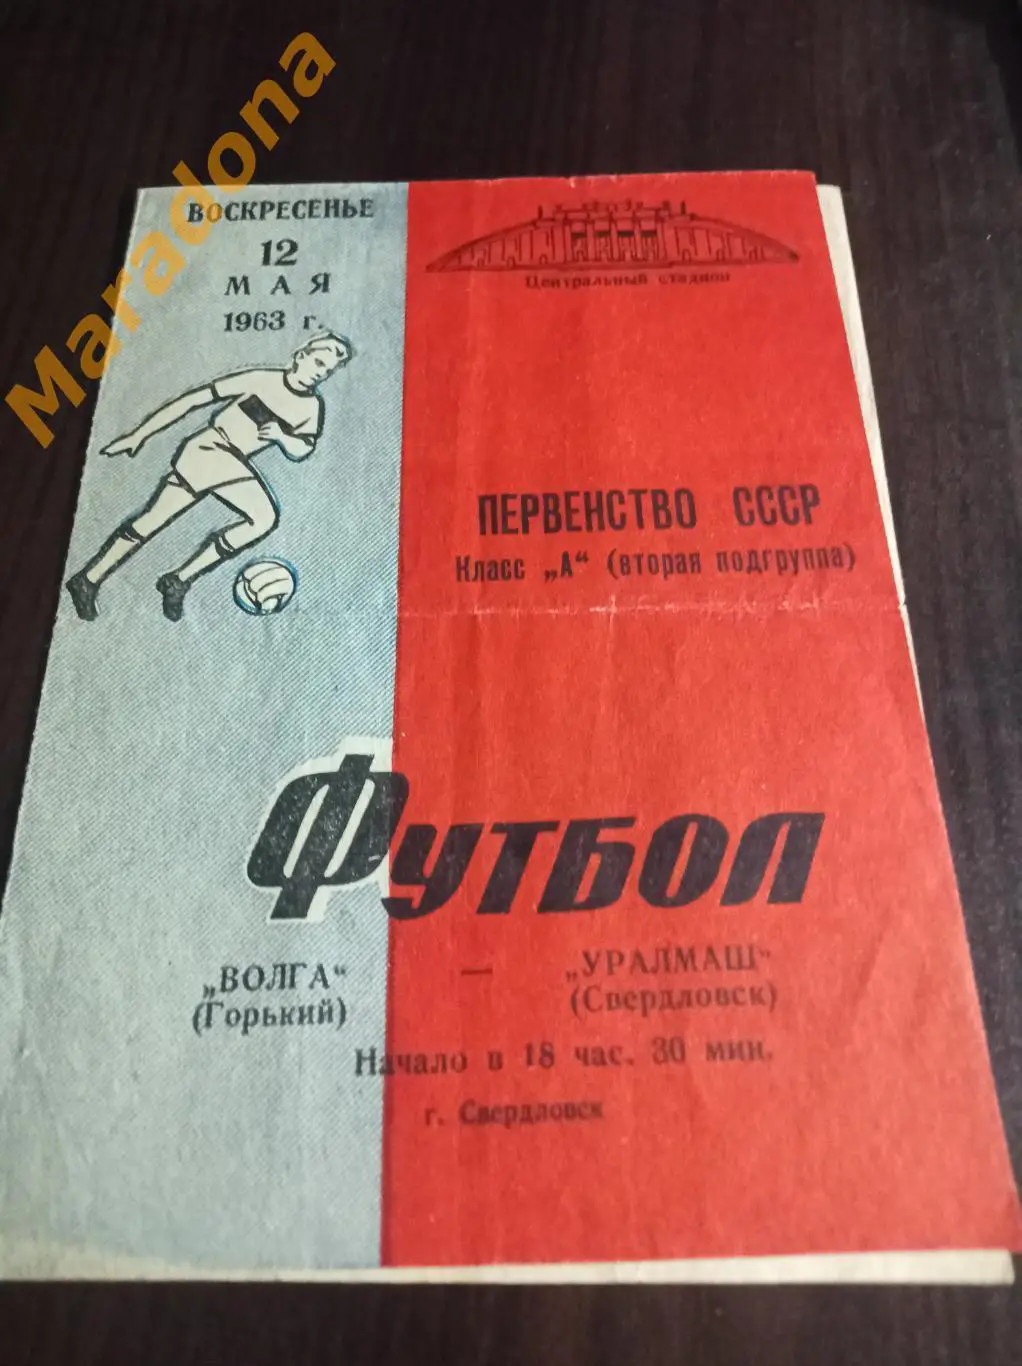 Maradona
ВОСКРЕСЕНЬЕ
12
МАЯ
1963 г.
Центральный стадион
ПЕРВЕНСТВО СССР
Класс „А“ (вторая подгруппа)
Футбол
„ВОЛГА“ — „УРАЛМАШ“
(Горький) (Свердловск)
Начало в 18 час. 30 мин.
г. Свердловск